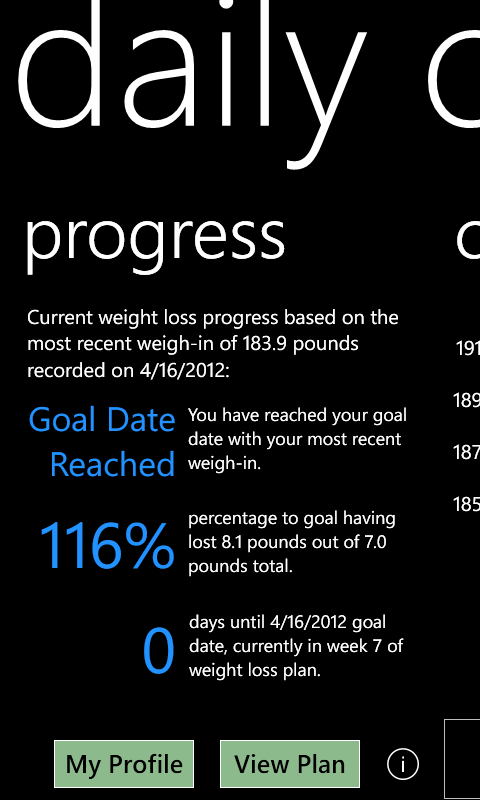 daily
progress
Current weight loss progress based on the
most recent weigh-in of 183.9 pounds
recorded on 4/16/2012:
Goal Date
Reached
You have reached your goal
date with your most recent
weigh-in.
116%
percentage to goal having
lost 8.1 pounds out of 7.0
pounds total.
0
days until 4/16/2012 goal
date, currently in week 7 of
weight loss plan.
191
189
187
185
My Profile
View Plan